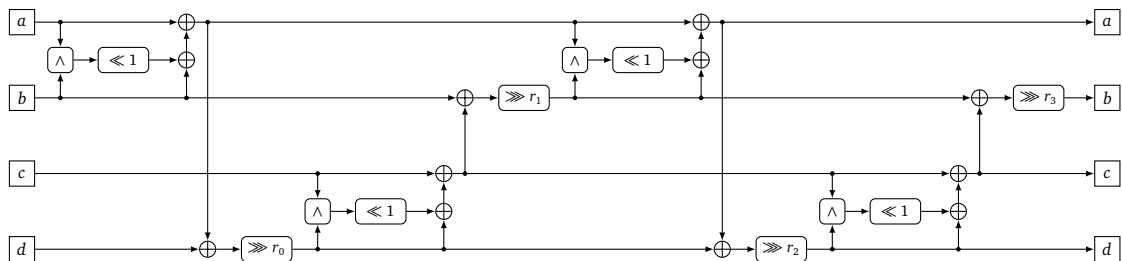 a a
∧ ≪ 1 ∧ ≪ 1
b ⋙ r₁ ⋙ r₃ b
c c
∧ ≪ 1 ∧ ≪ 1
d ⋙ r₀ ⋙ r₂ d